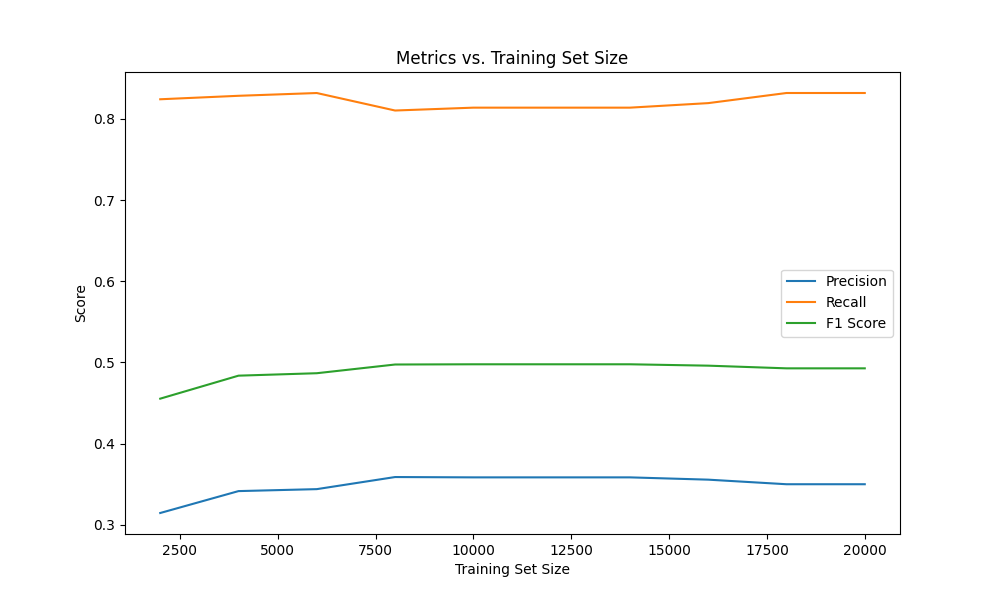 Metrics vs. Training Set Size
Score
0.8
0.7
0.6
0.5
0.4
0.3
Precision
Recall
F1 Score
2500 5000 7500 10000 12500 15000 17500 20000
Training Set Size